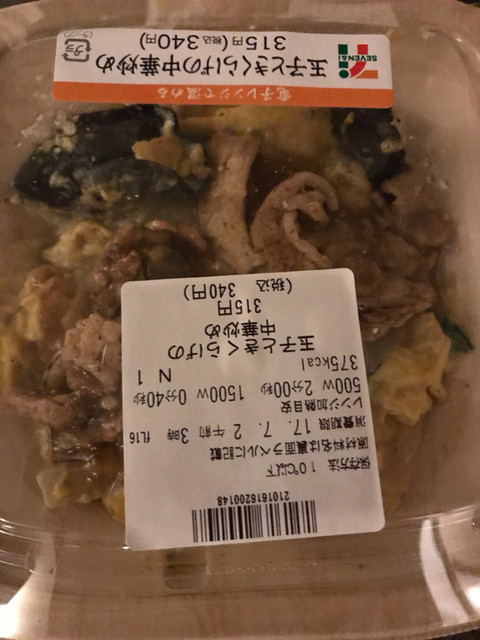 電子レンジで温める
SEVEN&i
玉子ときくらげの中華炒め
315円(税込 340円)
プラ
2101616200148
保存方法 10℃以下
原材料名は裏面ラベルに記載
消費期限 17. 7. 2 午前 3時 fL16
レンジ加熱目安
500W 2分00秒 1500W 0分40秒
375kcal N 1
玉子ときくらげの
中華炒め
315円
(税込 340円)